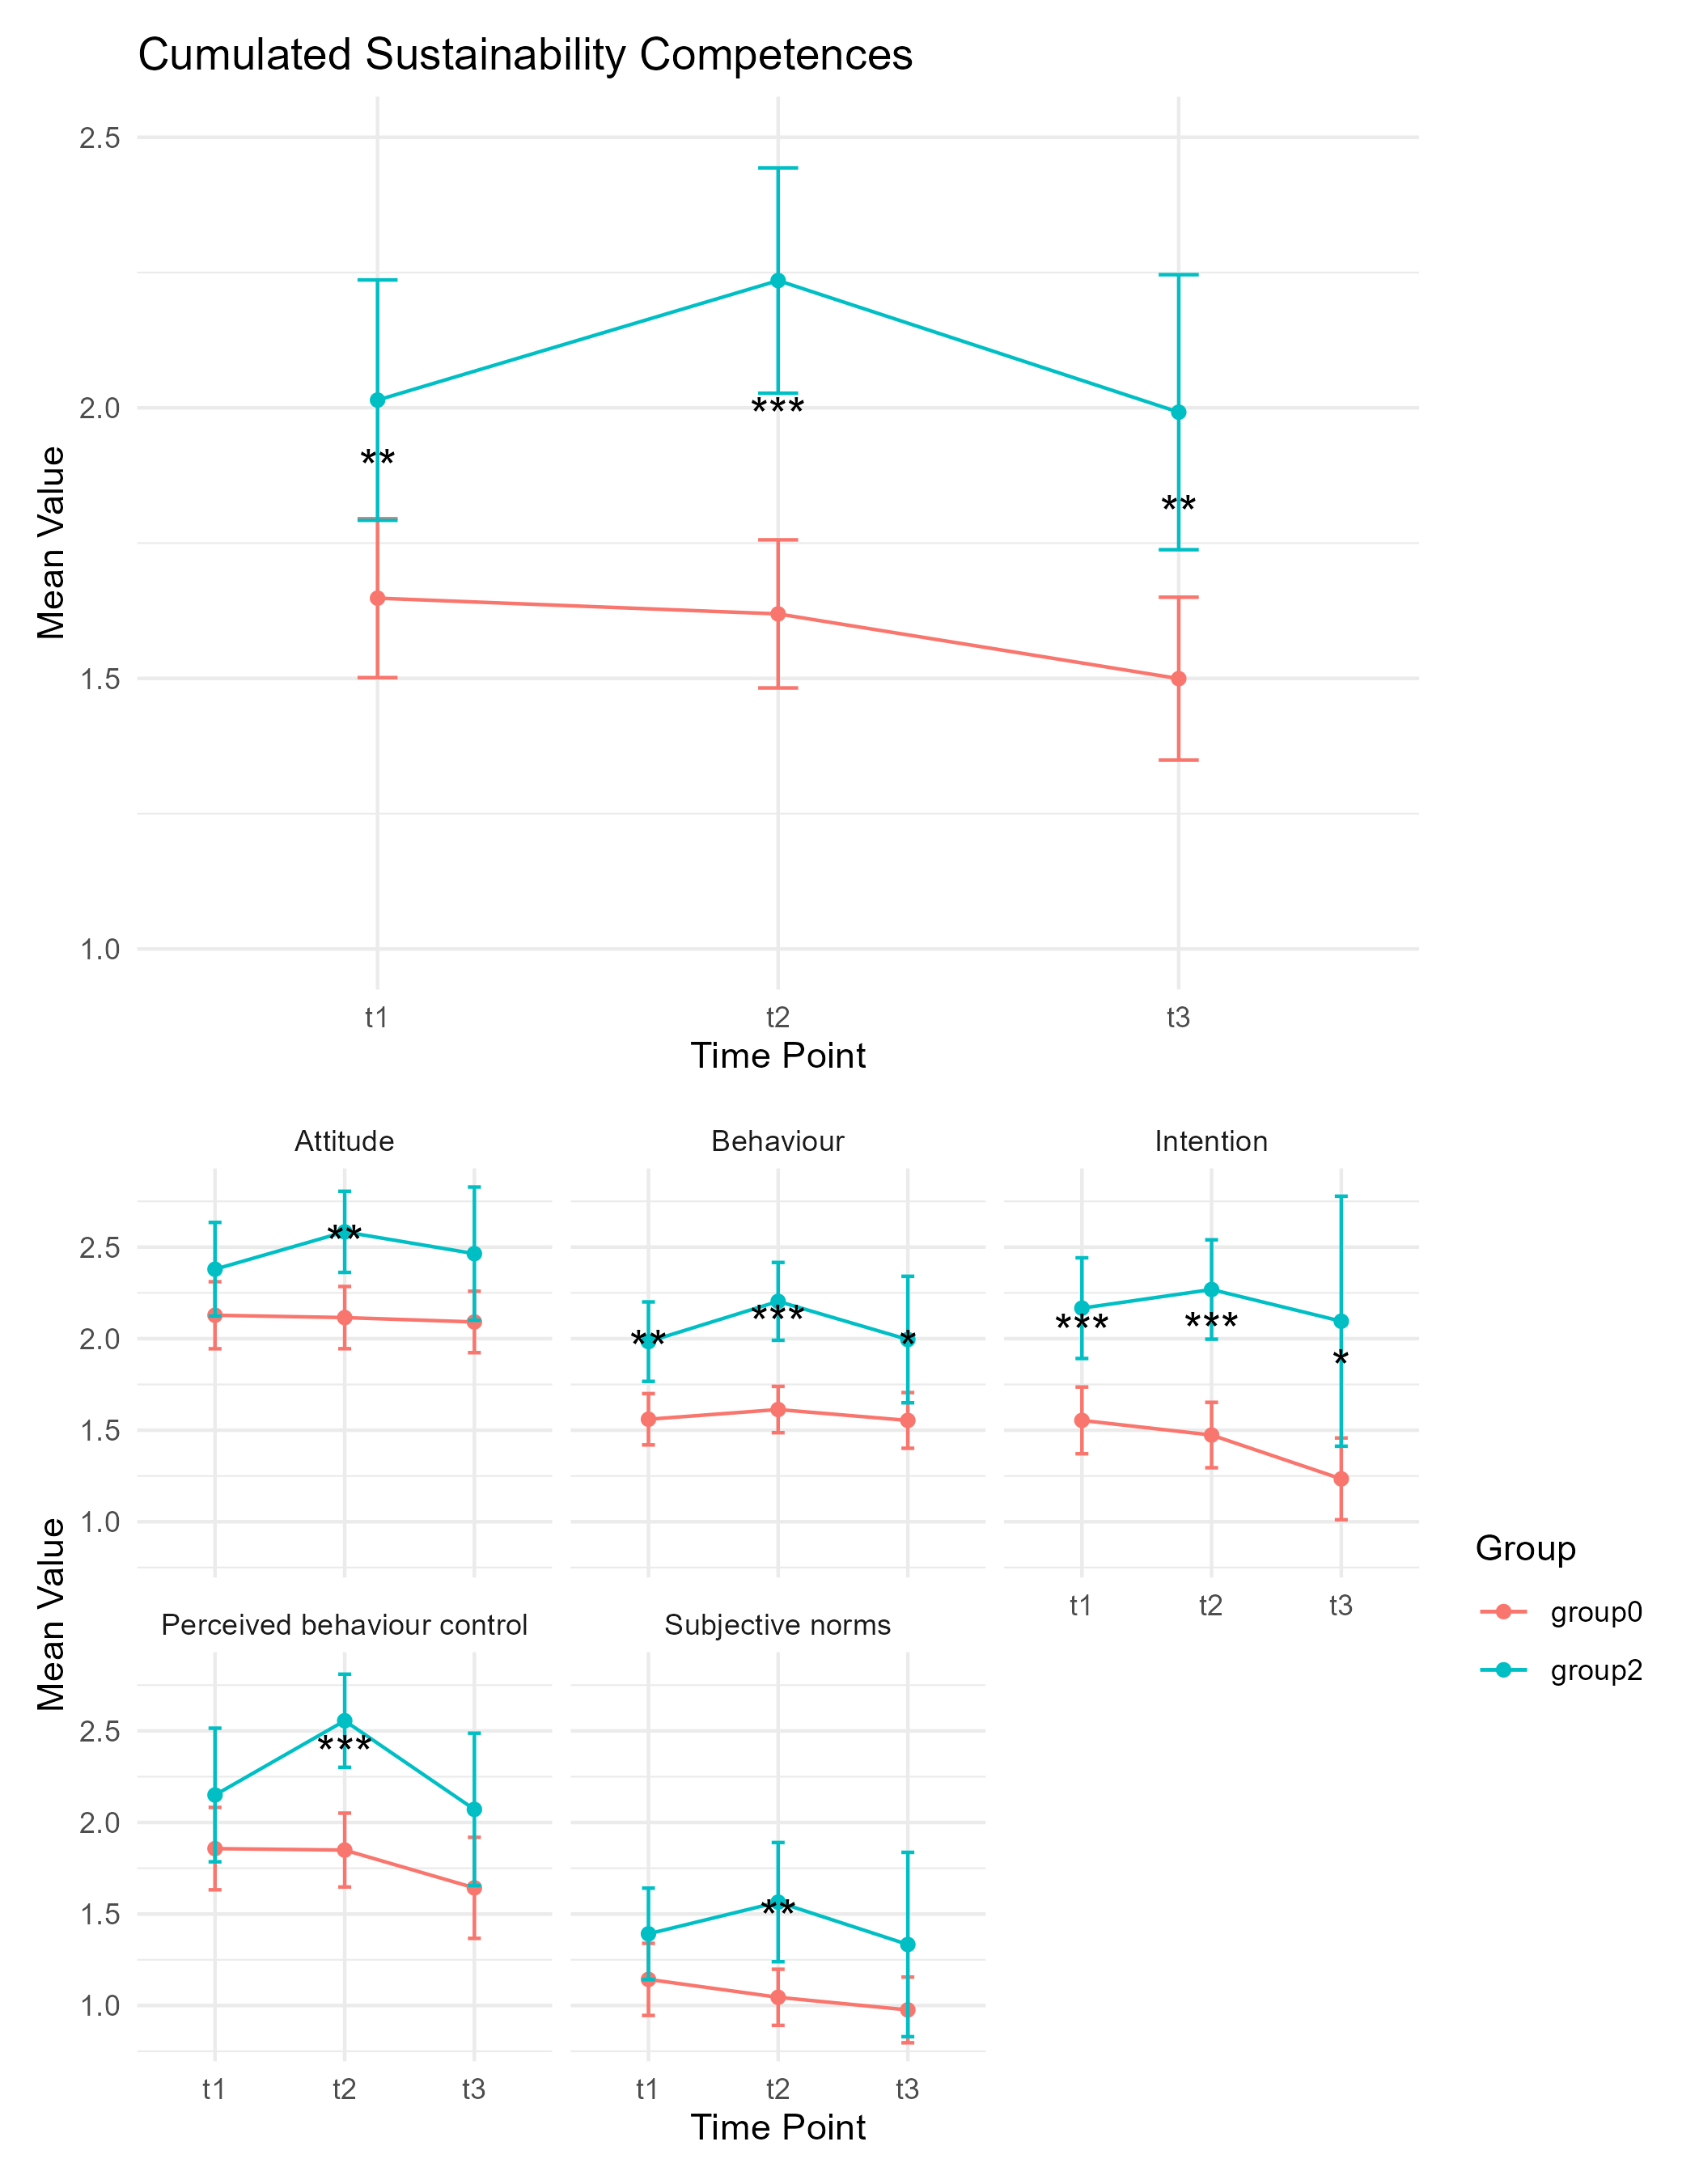 Cumulated Sustainability Competences
2.5
2.0
1.5
1.0
Mean Value
**
***
**
t1 t2 t3
Time Point
Attitude Behaviour Intention
2.5
2.0
1.5
1.0
**
** *** *
*** *** *
t1 t2 t3
Mean Value
Perceived behaviour control Subjective norms
2.5
2.0
1.5
1.0
***
**
t1 t2 t3 t1 t2 t3
Time Point
Group
group0
group2